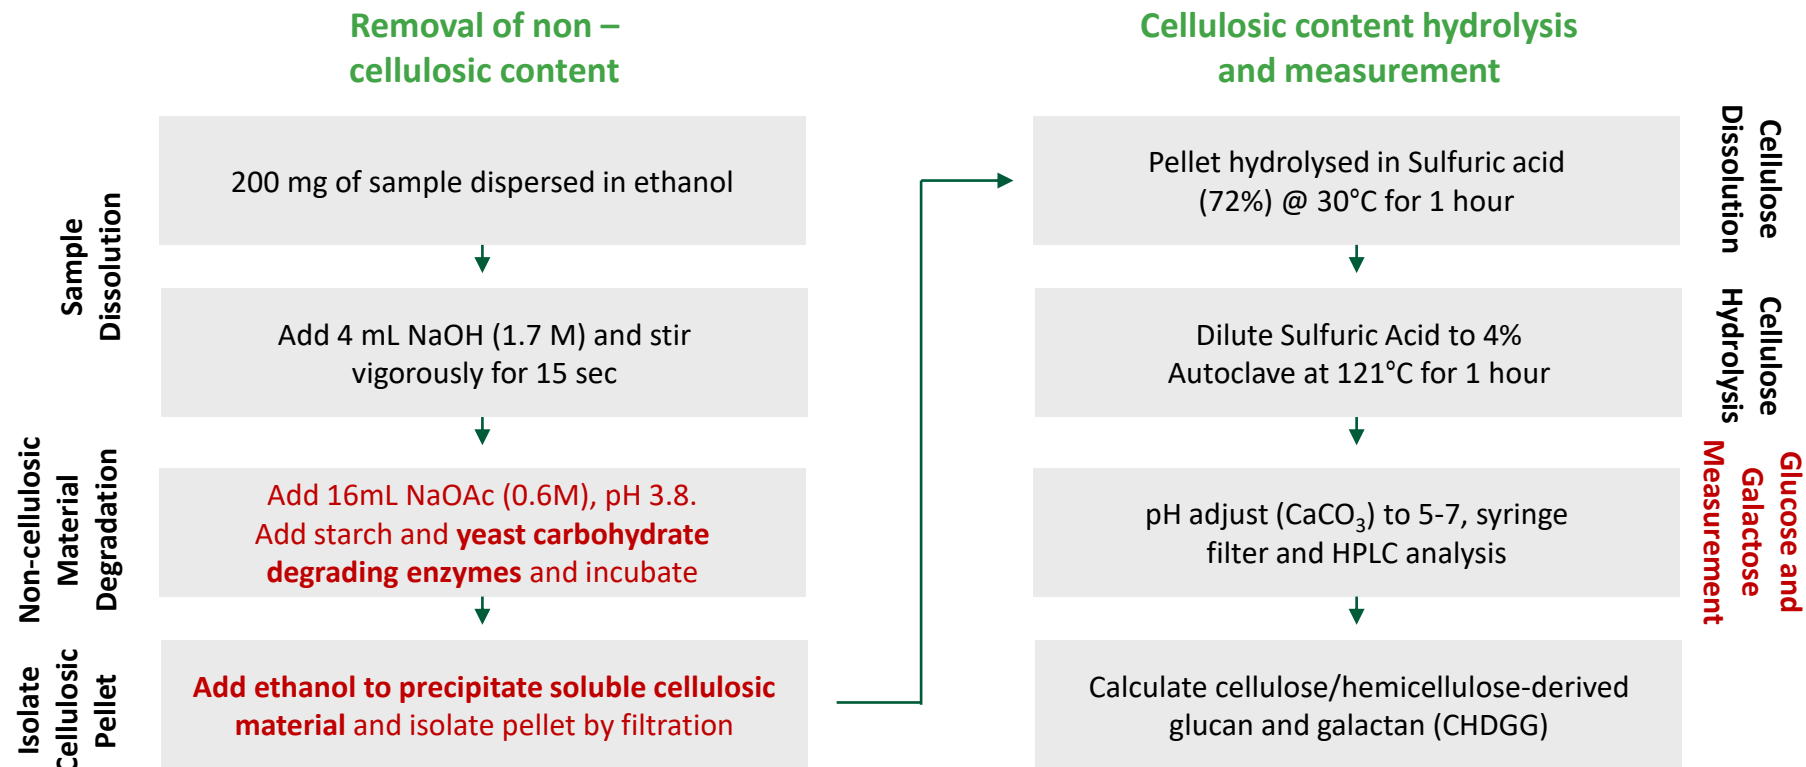 Removal of non –
cellulosic content
Sample
Dissolution
200 mg of sample dispersed in ethanol
Add 4 mL NaOH (1.7 M) and stir
vigorously for 15 sec
Non-cellulosic
Material
Degradation
Add 16mL NaOAc (0.6M), pH 3.8.
Add starch and yeast carbohydrate
degrading enzymes and incubate
Isolate
Cellulosic
Pellet
Add ethanol to precipitate soluble cellulosic
material and isolate pellet by filtration
Cellulosic content hydrolysis
and measurement
Pellet hydrolysed in Sulfuric acid
(72%) @ 30°C for 1 hour
Cellulose
Dissolution
Dilute Sulfuric Acid to 4%
Autoclave at 121°C for 1 hour
Cellulose
Hydrolysis
pH adjust (CaCO₃) to 5-7, syringe
filter and HPLC analysis
Glucose and
Galactose
Measurement
Calculate cellulose/hemicellulose-derived
glucan and galactan (CHDGG)